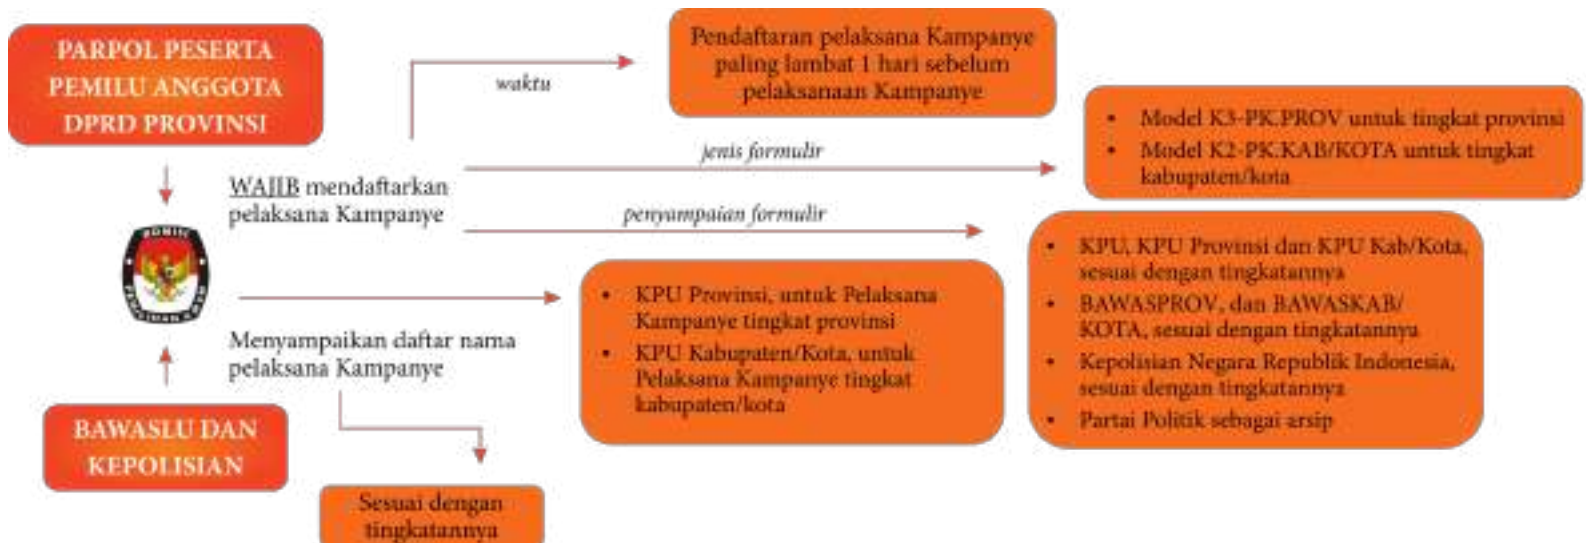 PARPOL PESERTA
PEMILU ANGGOTA
DPRD PROVINSI
WAJIB mendaftarkan
pelaksana Kampanye
waktu
Pendaftaran pelaksana Kampanye
paling lambat 1 hari sebelum
pelaksanaan Kampanye
jenis formulir
• Model K3-PK.PROV untuk tingkat provinsi
• Model K2-PK.KAB/KOTA untuk tingkat
kabupaten/kota
penyampaian formulir
• KPU, KPU Provinsi dan KPU Kab/Kota,
sesuai dengan tingkatannya
• BAWASPROV, dan BAWASKAB/
KOTA, sesuai dengan tingkatannya
• Kepolisian Negara Republik Indonesia,
sesuai dengan tingkatannya
• Partai Politik sebagai arsip
KOMISI
PEMILIHAN UMUM
• KPU Provinsi, untuk Pelaksana
Kampanye tingkat provinsi
• KPU Kabupaten/Kota, untuk
Pelaksana Kampanye tingkat
kabupaten/kota
Menyampaikan daftar nama
pelaksana Kampanye
BAWASLU DAN
KEPOLISIAN
Sesuai dengan
tingkatannya